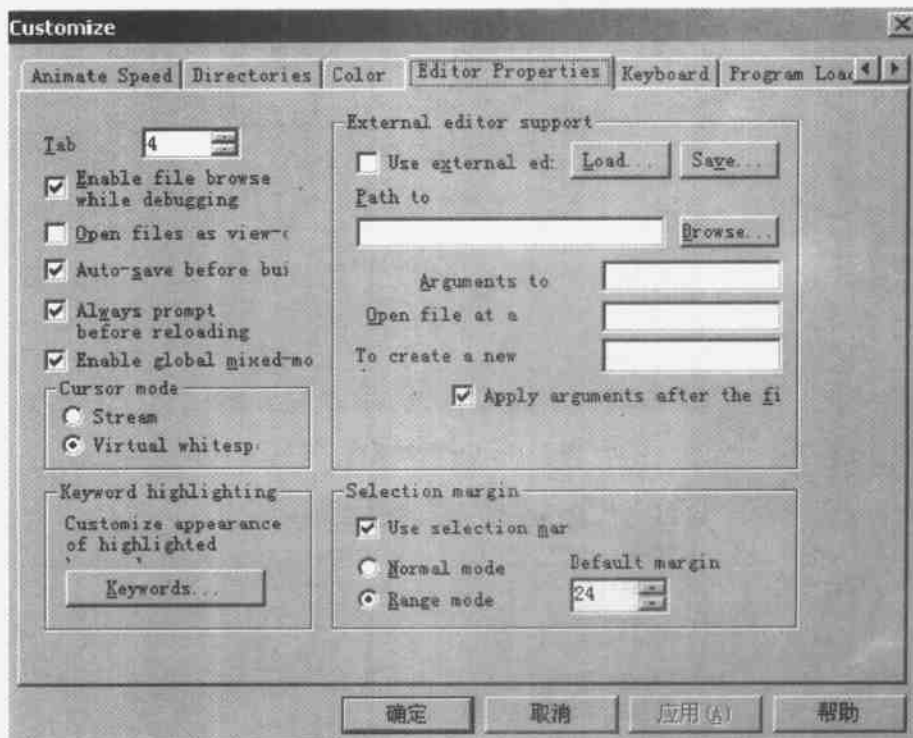 Customize
Animate Speed
Directories
Color
Editor Properties
Keyboard
Program Loa
Tab
4
Enable file browse
while debugging
Open files as view-
Auto-save before bui
Always prompt
before reloading
Enable global mixed-mo
Cursor mode
Stream
Virtual whitesp
Keyword highlighting
Customize appearance
of highlighted
Keywords...
External editor support
Use external ed:
Load...
Save...
Path to
Browse...
Arguments to
Open file at a
To create a new
Apply arguments after the fi
Selection margin
Use selection mar
Normal mode
Range mode
Default margin
24
确定
取消
应用(A)
帮助